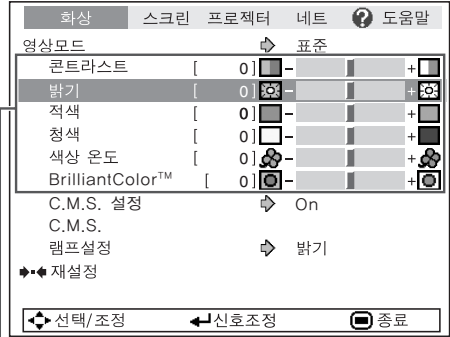 화상 스크린 프로젝터 네트 ? 도움말
영상모드 표준
콘트라스트 [ 0] - +
밝기 [ 0] - +
적색 [ 0] - +
청색 [ 0] - +
색상 온도 [ 0] - +
BrilliantColor™ [ 0] - +
C.M.S. 설정 On
C.M.S.
램프설정 밝기
재설정
선택/조정 신호조정 종료